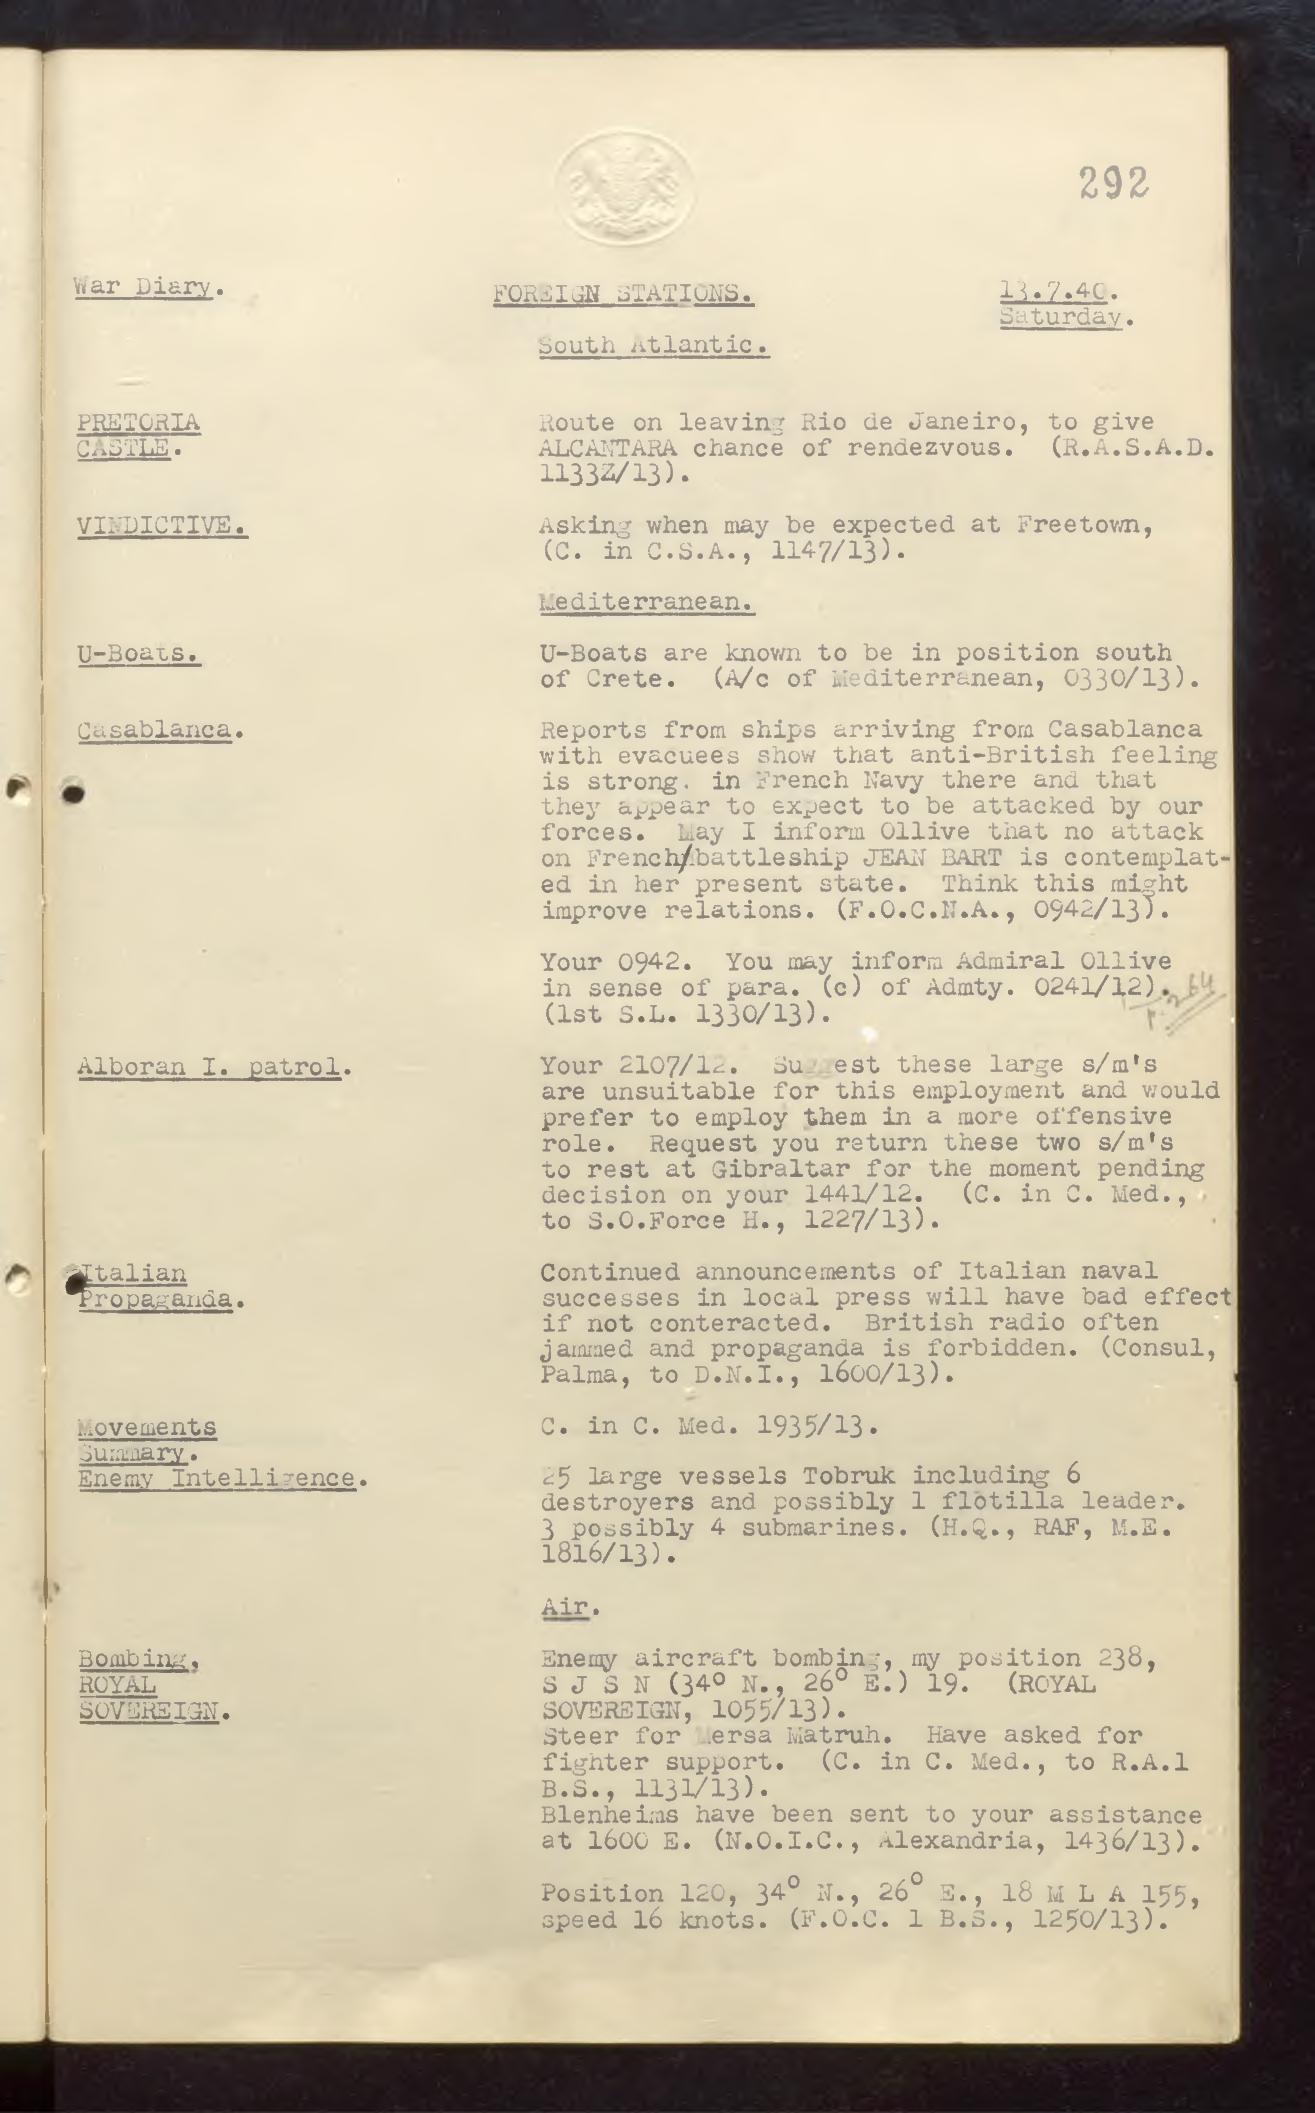 292
War Diary.
FOREIGN STATIONS.
13.7.40.
Saturday.
South Atlantic.
PRETORIA
CASTLE.
Route on leaving Rio de Janeiro, to give
ALCANTARA chance of rendezvous. (R.A.S.A.D.
1133Z/13).
VINDICTIVE.
Asking when may be expected at Freetown,
(C. in C.S.A., 1147/13).
Mediterranean.
U-Boats.
U-Boats are known to be in position south
of Crete. (A/c of Mediterranean, 0330/13).
Casablanca.
Reports from ships arriving from Casablanca
with evacuees show that anti-British feeling
is strong. in French Navy there and that
they appear to expect to be attacked by our
forces. May I inform Ollive that no attack
on French/battleship JEAN BART is contemplat-
ed in her present state. Think this might
improve relations. (F.O.C.N.A., 0942/13).
Your 0942. You may inform Admiral Ollive
in sense of para. (c) of Admty. 0241/12).
(1st S.L. 1330/13).
p. 264
Alboran I. patrol.
Your 2107/12. Suggest these large s/m's
are unsuitable for this employment and would
prefer to employ them in a more offensive
role. Request you return these two s/m's
to rest at Gibraltar for the moment pending
decision on your 1441/12. (C. in C. Med.,
to S.O.Force H., 1227/13).
Italian
Propaganda.
Continued announcements of Italian naval
successes in local press will have bad effect
if not conteracted. British radio often
jammed and propaganda is forbidden. (Consul,
Palma, to D.N.I., 1600/13).
Movements
Summary.
C. in C. Med. 1935/13.
Enemy Intelligence.
25 large vessels Tobruk including 6
destroyers and possibly 1 flotilla leader.
3 possibly 4 submarines. (H.Q., RAF, M.E.
1816/13).
Air.
Bombing,
ROYAL
SOVEREIGN.
Enemy aircraft bombing, my position 238,
S J S N (34° N., 26° E.) 19. (ROYAL
SOVEREIGN, 1055/13).
Steer for Mersa Matruh. Have asked for
fighter support. (C. in C. Med., to R.A.1
B.S., 1131/13).
Blenheims have been sent to your assistance
at 1600 E. (N.O.I.C., Alexandria, 1436/13).
Position 120, 34° N., 26° E., 18 M L A 155,
speed 16 knots. (F.O.C. 1 B.S., 1250/13).